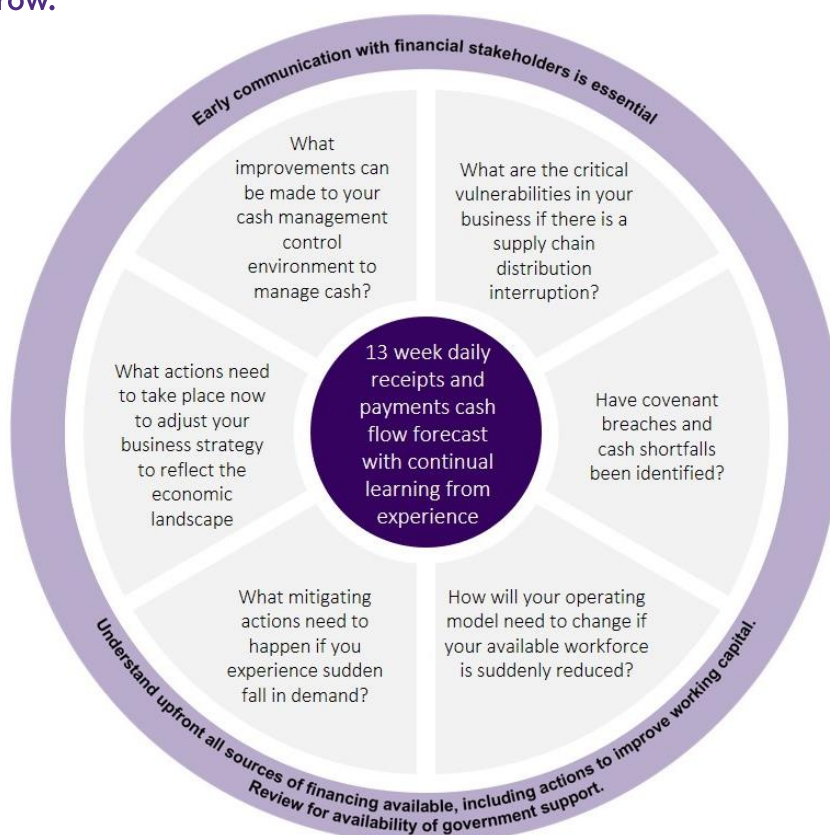 row.
Early communication with financial stakeholders is essential
What
improvements can
be made to your
cash management
control
environment to
manage cash?
What are the critical
vulnerabilities in your
business if there is a
supply chain
distribution
interruption?
Have covenant
breaches and
cash shortfalls
been identified?
How will your operating
model need to change if
your available workforce
is suddenly reduced?
What mitigating
actions need to
happen if you
experience sudden
fall in demand?
What actions need
to take place now
to adjust your
business strategy
to reflect the
economic
landscape
13 week daily
receipts and
payments cash
flow forecast
with continual
learning from
experience
Understand upfront all sources of financing available, including actions to improve working capital.
Review for availability of government support.